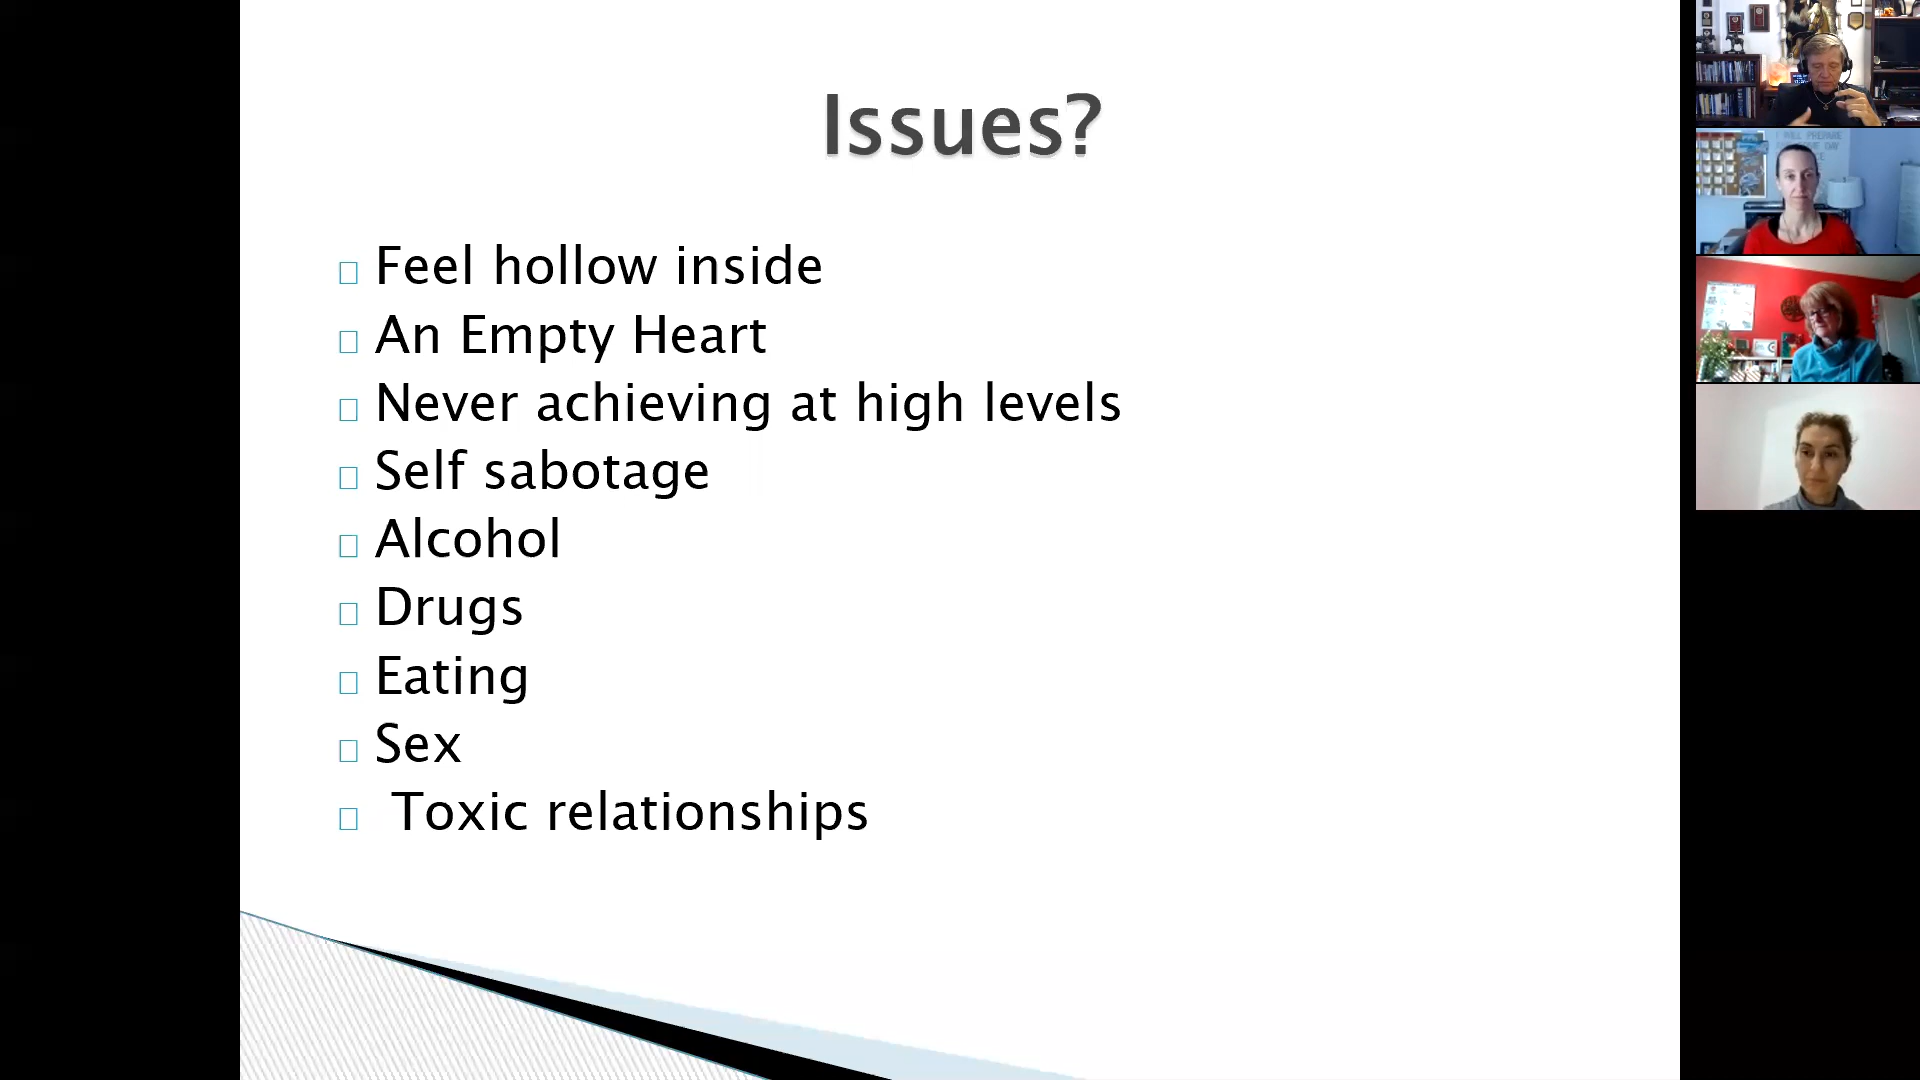 Issues?
Feel hollow inside
An Empty Heart
Never achieving at high levels
Self sabotage
Alcohol
Drugs
Eating
Sex
Toxic relationships